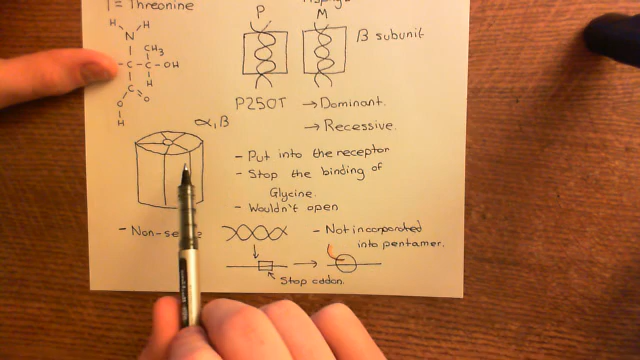 T = Threonine
P
M
β subunit
H
H
N
CH3
C - C - OH
H
C
O
O
H
P250T → Dominant.
→ Recessive.
α, β
- Put into the receptor
- Stop the binding of
Glycine.
- Wouldn't open
- Non-se
- Not incorporated
into pentamer.
Stop codon.